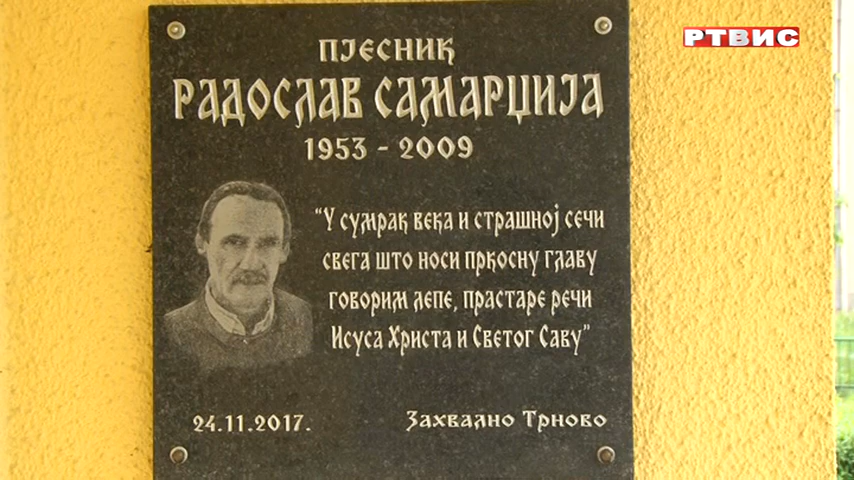 РТВИС
ПЈЕСНИК
РАДОСЛАВ САМАРЏИЈА
1953 - 2009
“У СУМРАК ВЕКА И СТРАШНОЈ СЕЧИ
СВЕГА ШТО НОСИ ПРКОСНУ ГЛАВУ
ГОВОРИМ ЛЕПЕ, ПРАСТАРЕ РЕЧИ
ИСУСА ХРИСТА И СВЕТОГ САВУ”
24.11.2017.
ЗАХВАЛНО ТРНОВО